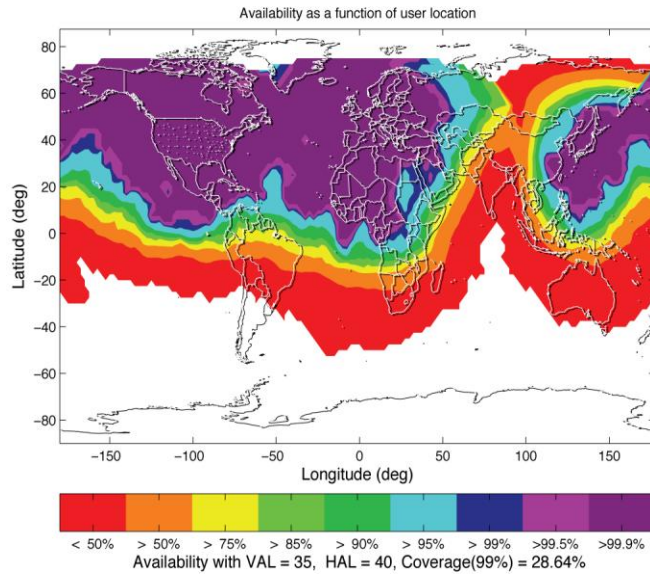 Availability as a function of user location
80
60
40
20
0
−20
−40
−60
−80
Latitude (deg)
−150 −100 −50 0 50 100 150
Longitude (deg)
< 50% > 50% > 75% > 85% > 90% > 95% > 99% >99.5% >99.9%
Availability with VAL = 35, HAL = 40, Coverage(99%) = 28.64%